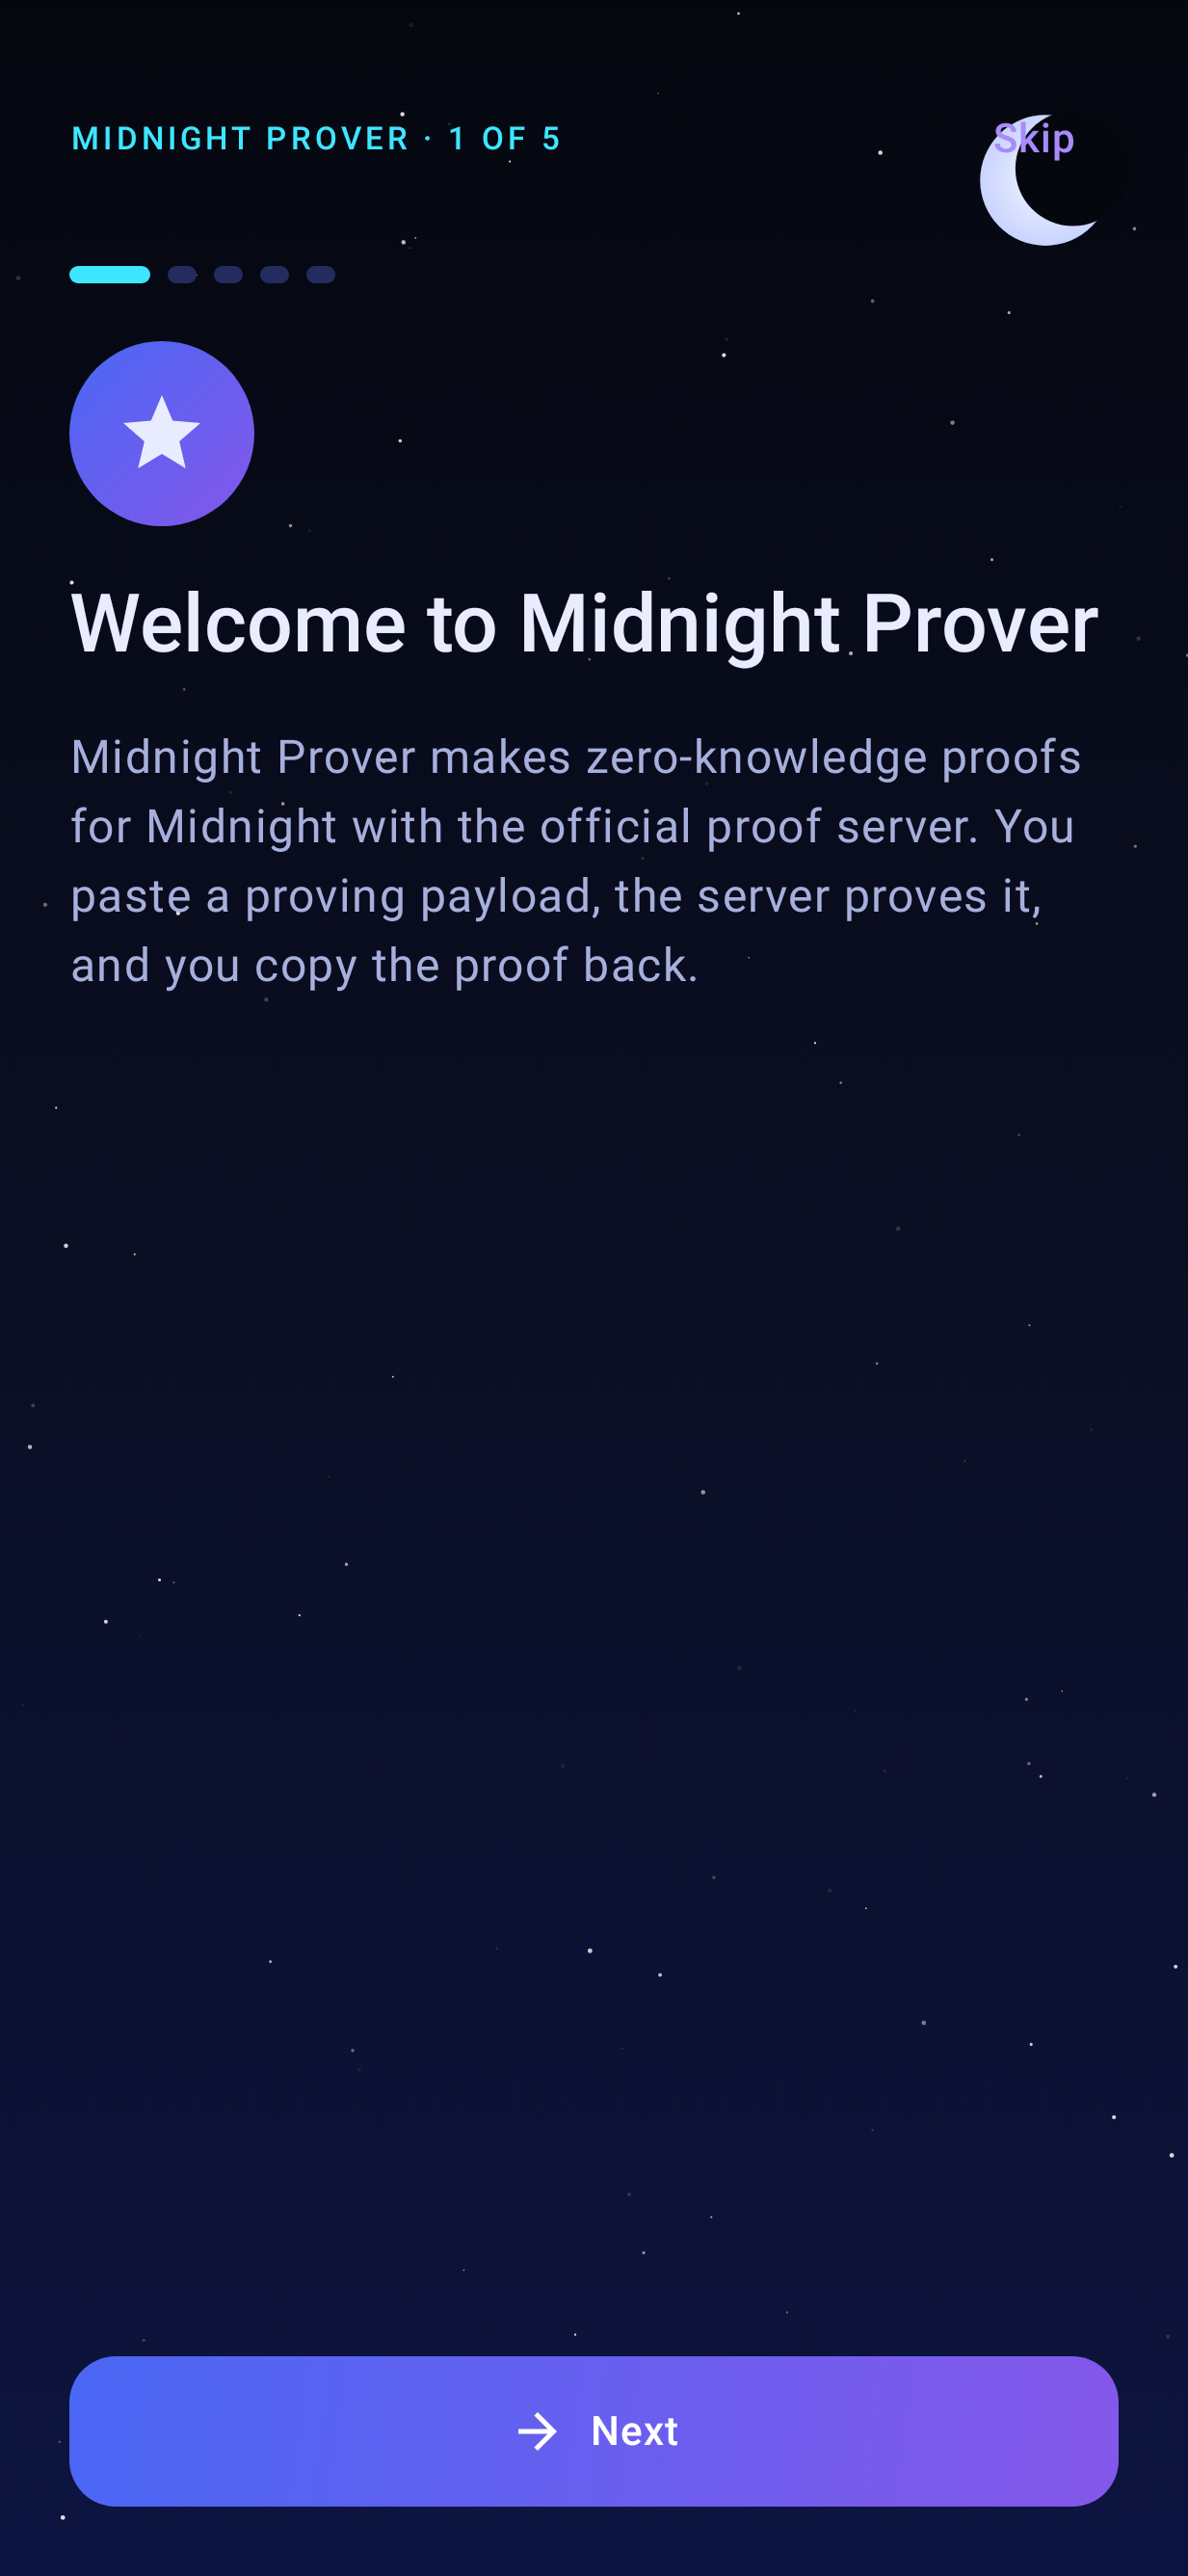 MIDNIGHT PROVER · 1 OF 5
Skip
Welcome to Midnight Prover
Midnight Prover makes zero-knowledge proofs
for Midnight with the official proof server. You
paste a proving payload, the server proves it,
and you copy the proof back.
Next